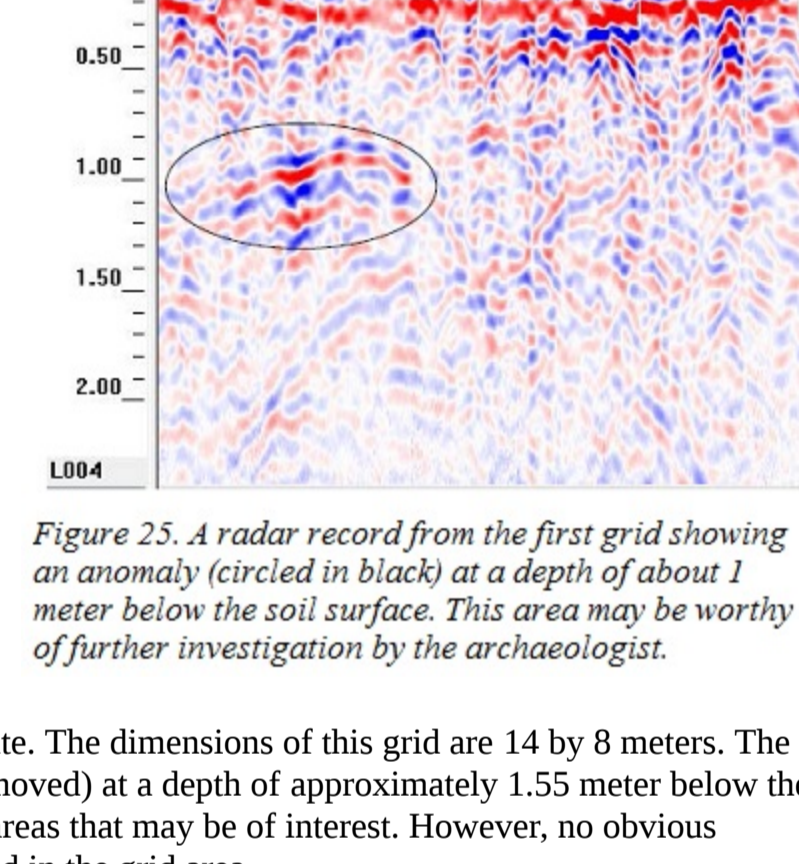 0.50
1.00
1.50
2.00
L004
Figure 25. A radar record from the first grid showing
an anomaly (circled in black) at a depth of about 1
meter below the soil surface. This area may be worthy
of further investigation by the archaeologist.
The dimensions of this grid are 14 by 8 meters. The
at a depth of approximately 1.55 meter below
that may be of interest. However, no obvious
in the grid area